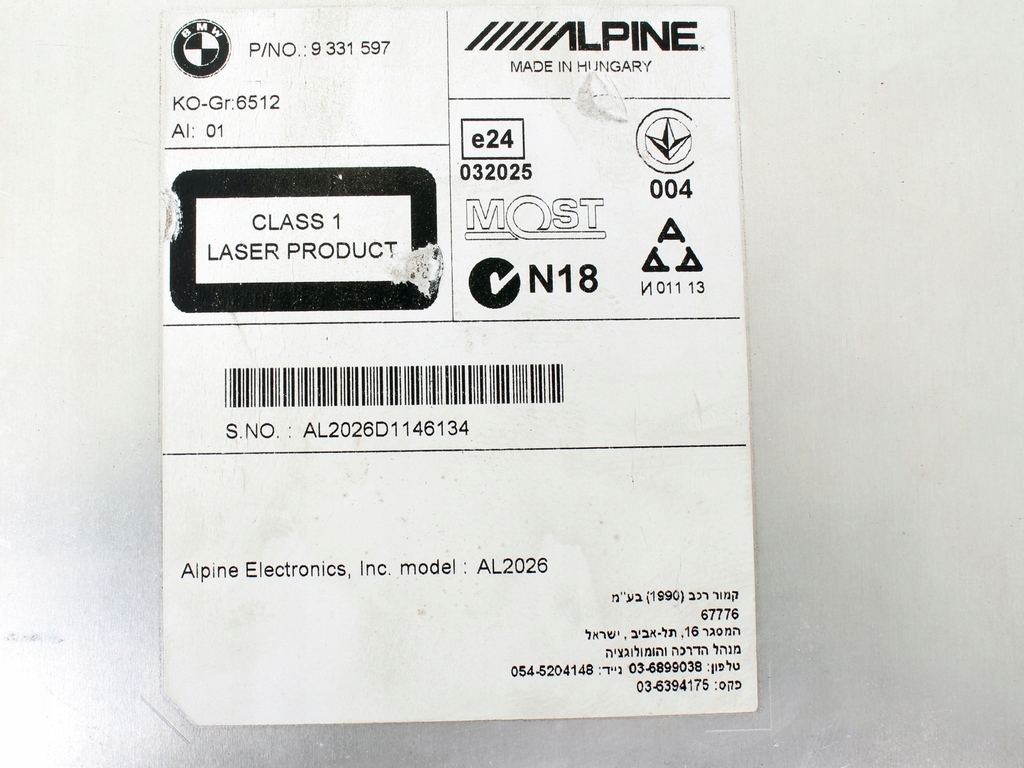 BMW
P/NO.: 9 331 597
KO-Gr:6512
AI: 01
ALPINE
MADE IN HUNGARY
CLASS 1
LASER PRODUCT
e24
032025
004
MOST
N18
И 011 13
S.NO. : AL2026D1146134
Alpine Electronics, Inc. model : AL2026
קמור רכב (1990) בע"מ
67776
המסגר 16, תל-אביב, ישראל
מנהל הדרכה והומולוגציה
טלפון: 03-6899038 נייד: 054-5204148
פקס: 03-6394175